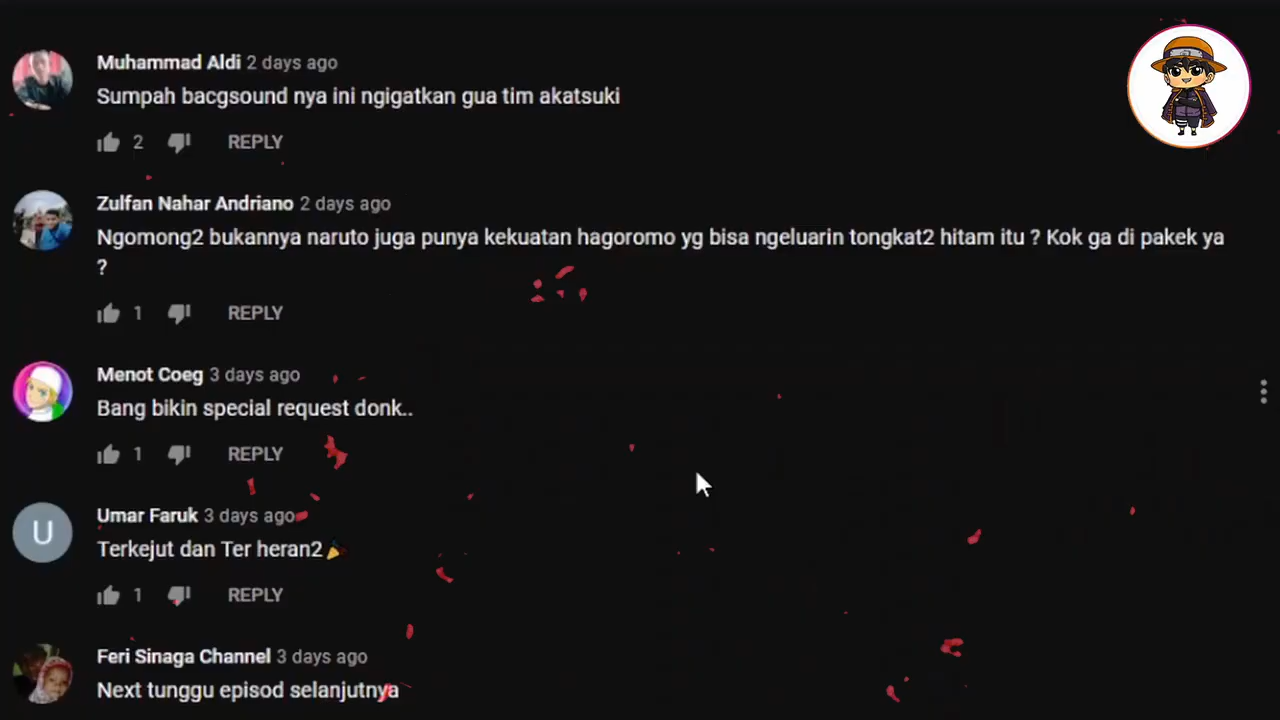 Muhammad Aldi 2 days ago
Sumpah bacgsound nya ini ngigatkan gua tim akatsuki
2 REPLY
Zulfan Nahar Andriano 2 days ago
Ngomong2 bukannya naruto juga punya kekuatan hagoromo yg bisa ngeluarin tongkat2 hitam itu ? Kok ga di pakek ya
?
1 REPLY
Menot Coeg 3 days ago
Bang bikin special request donk..
1 REPLY
Umar Faruk 3 days ago
U
Terkejut dan Ter heran2🎉
1 REPLY
Feri Sinaga Channel 3 days ago
Next tunggu episod selanjutnya